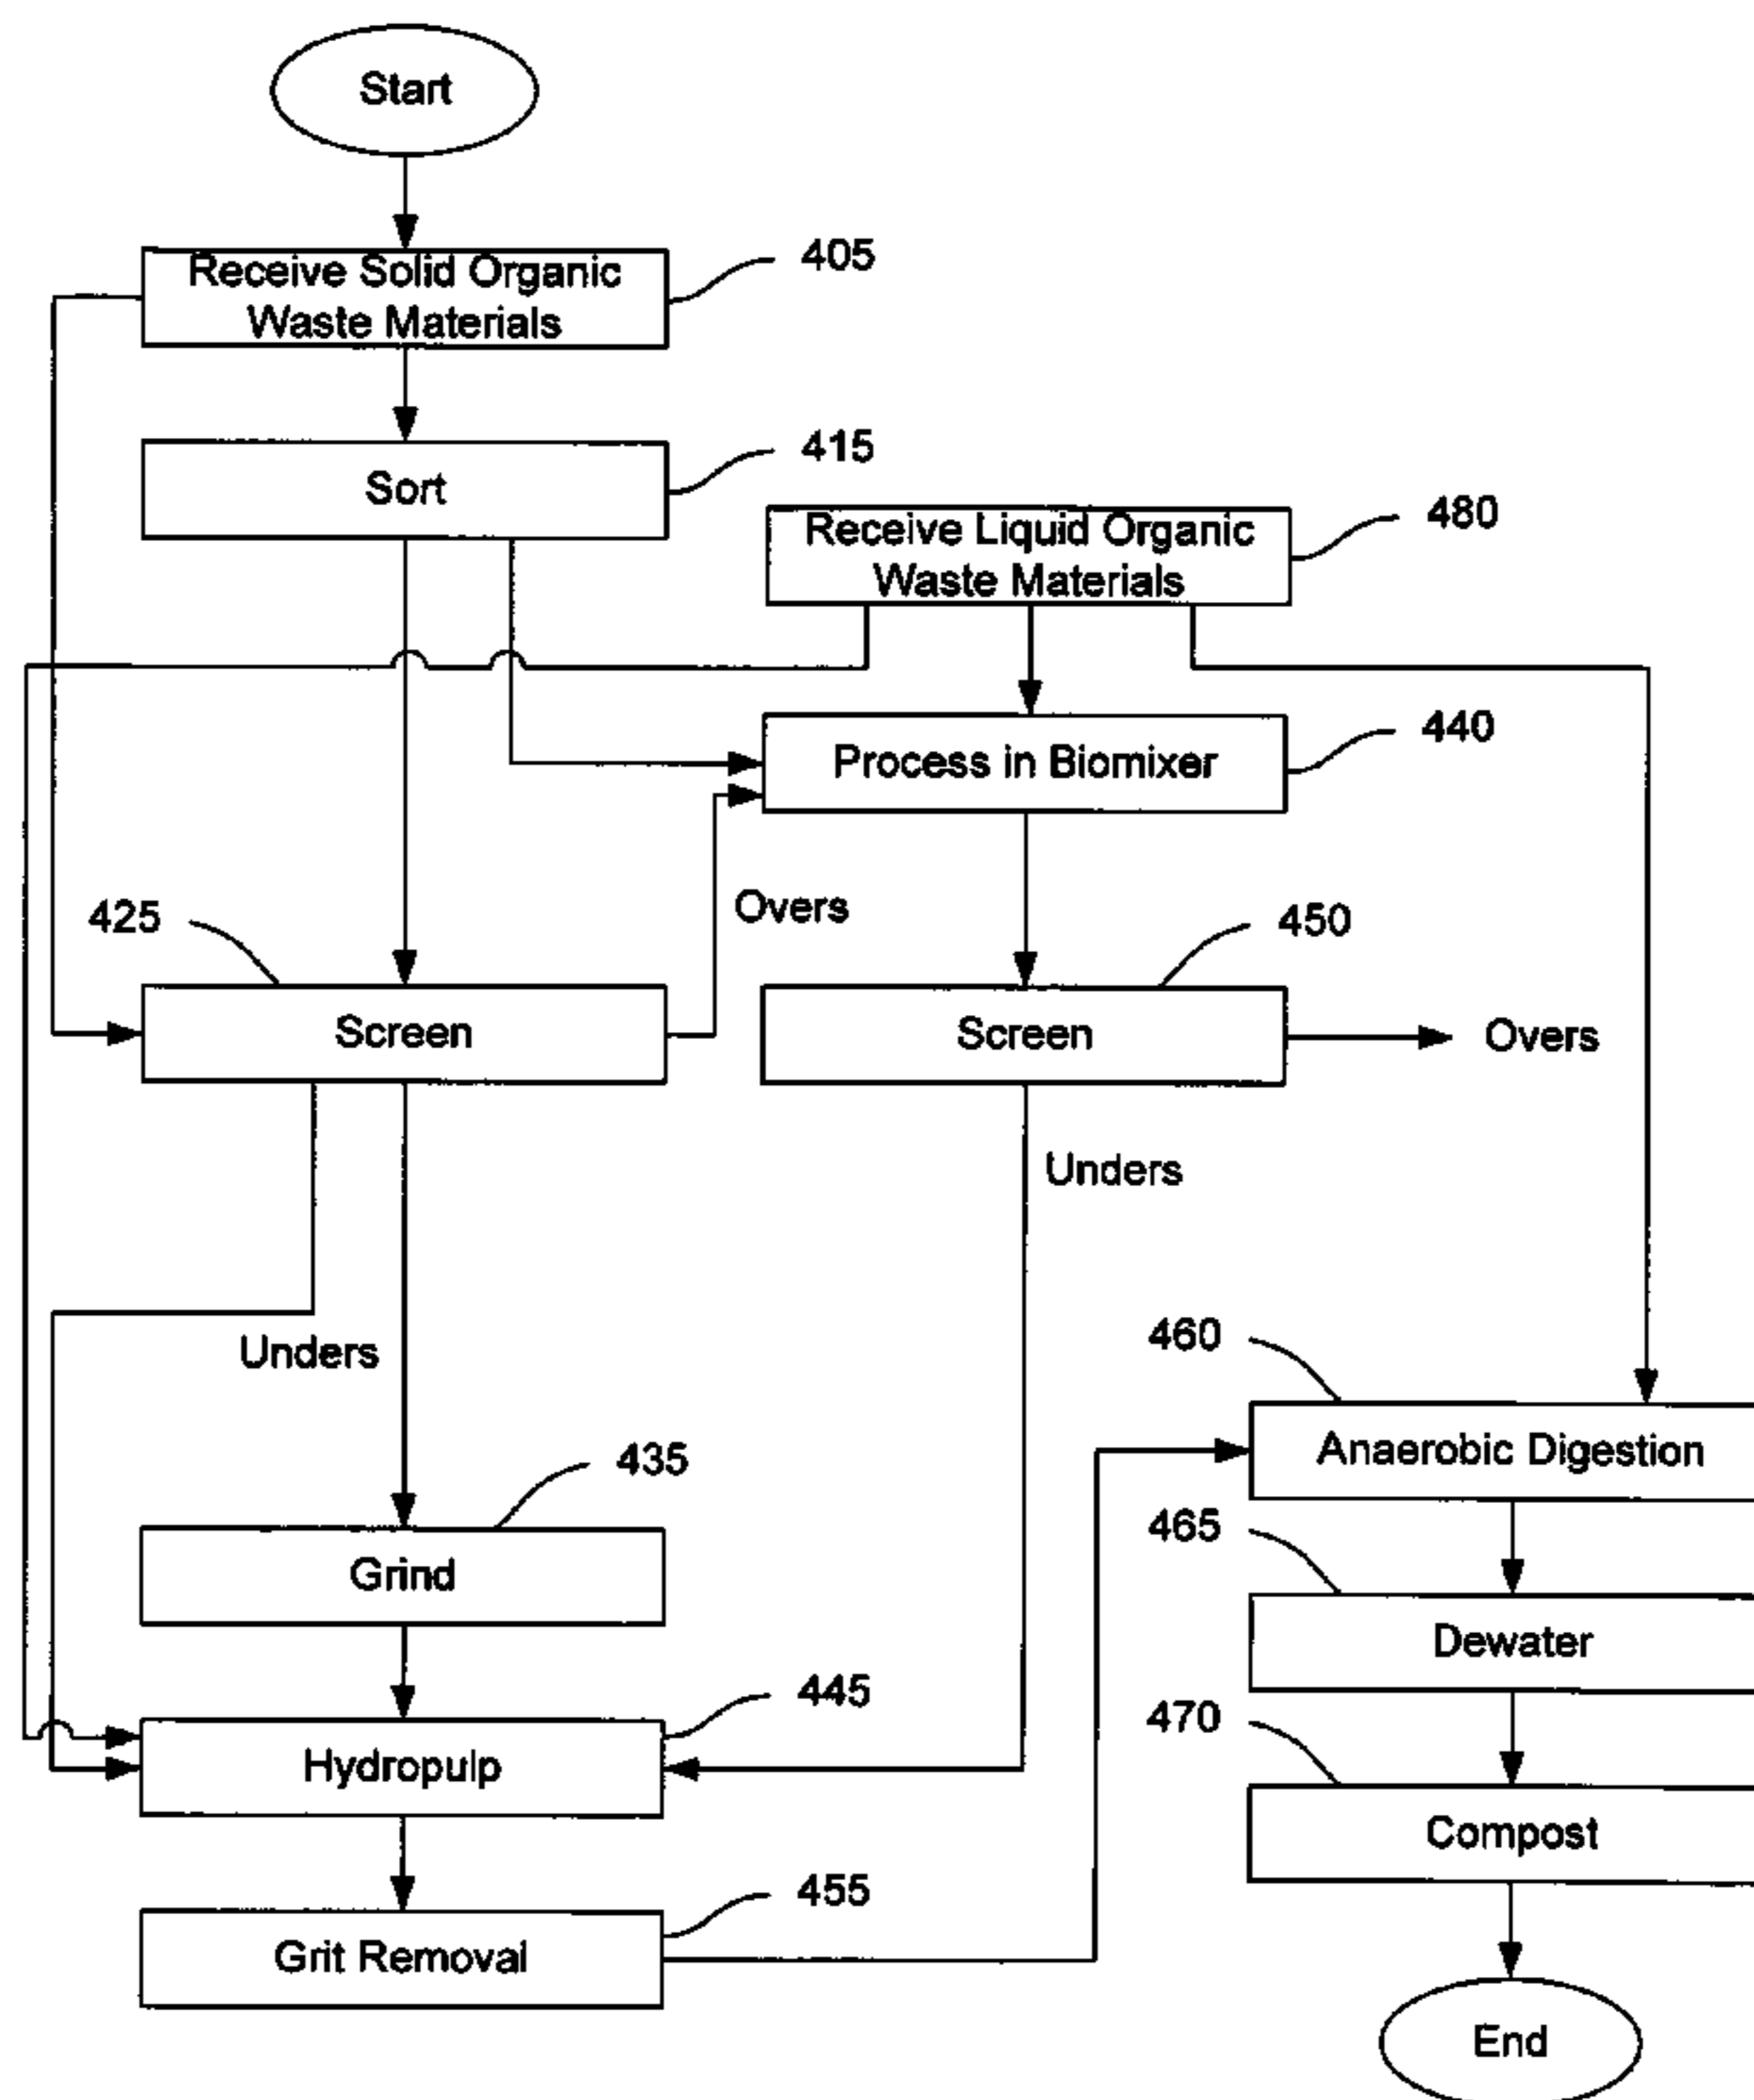 Start
Receive Solid Organic
Waste Materials
405
Sort
415
Receive Liquid Organic
Waste Materials
480
Process in Biomixer
440
Overs
425
Screen
450
Screen
Overs
Unders
Unders
460
Anaerobic Digestion
435
Grind
465
Dewater
445
Hydropulp
470
Compost
455
Grit Removal
End